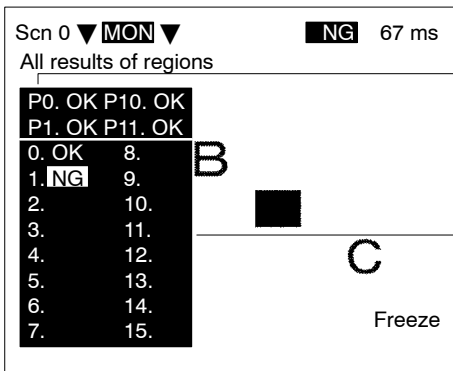 Scn 0 ▼ MON ▼ NG 67 ms
All results of regions
P0. OK P10. OK
P1. OK P11. OK
0. OK 8.
1. NG 9.
2. 10.
3. 11.
4. 12.
5. 13.
6. 14.
7. 15.
B
C
Freeze